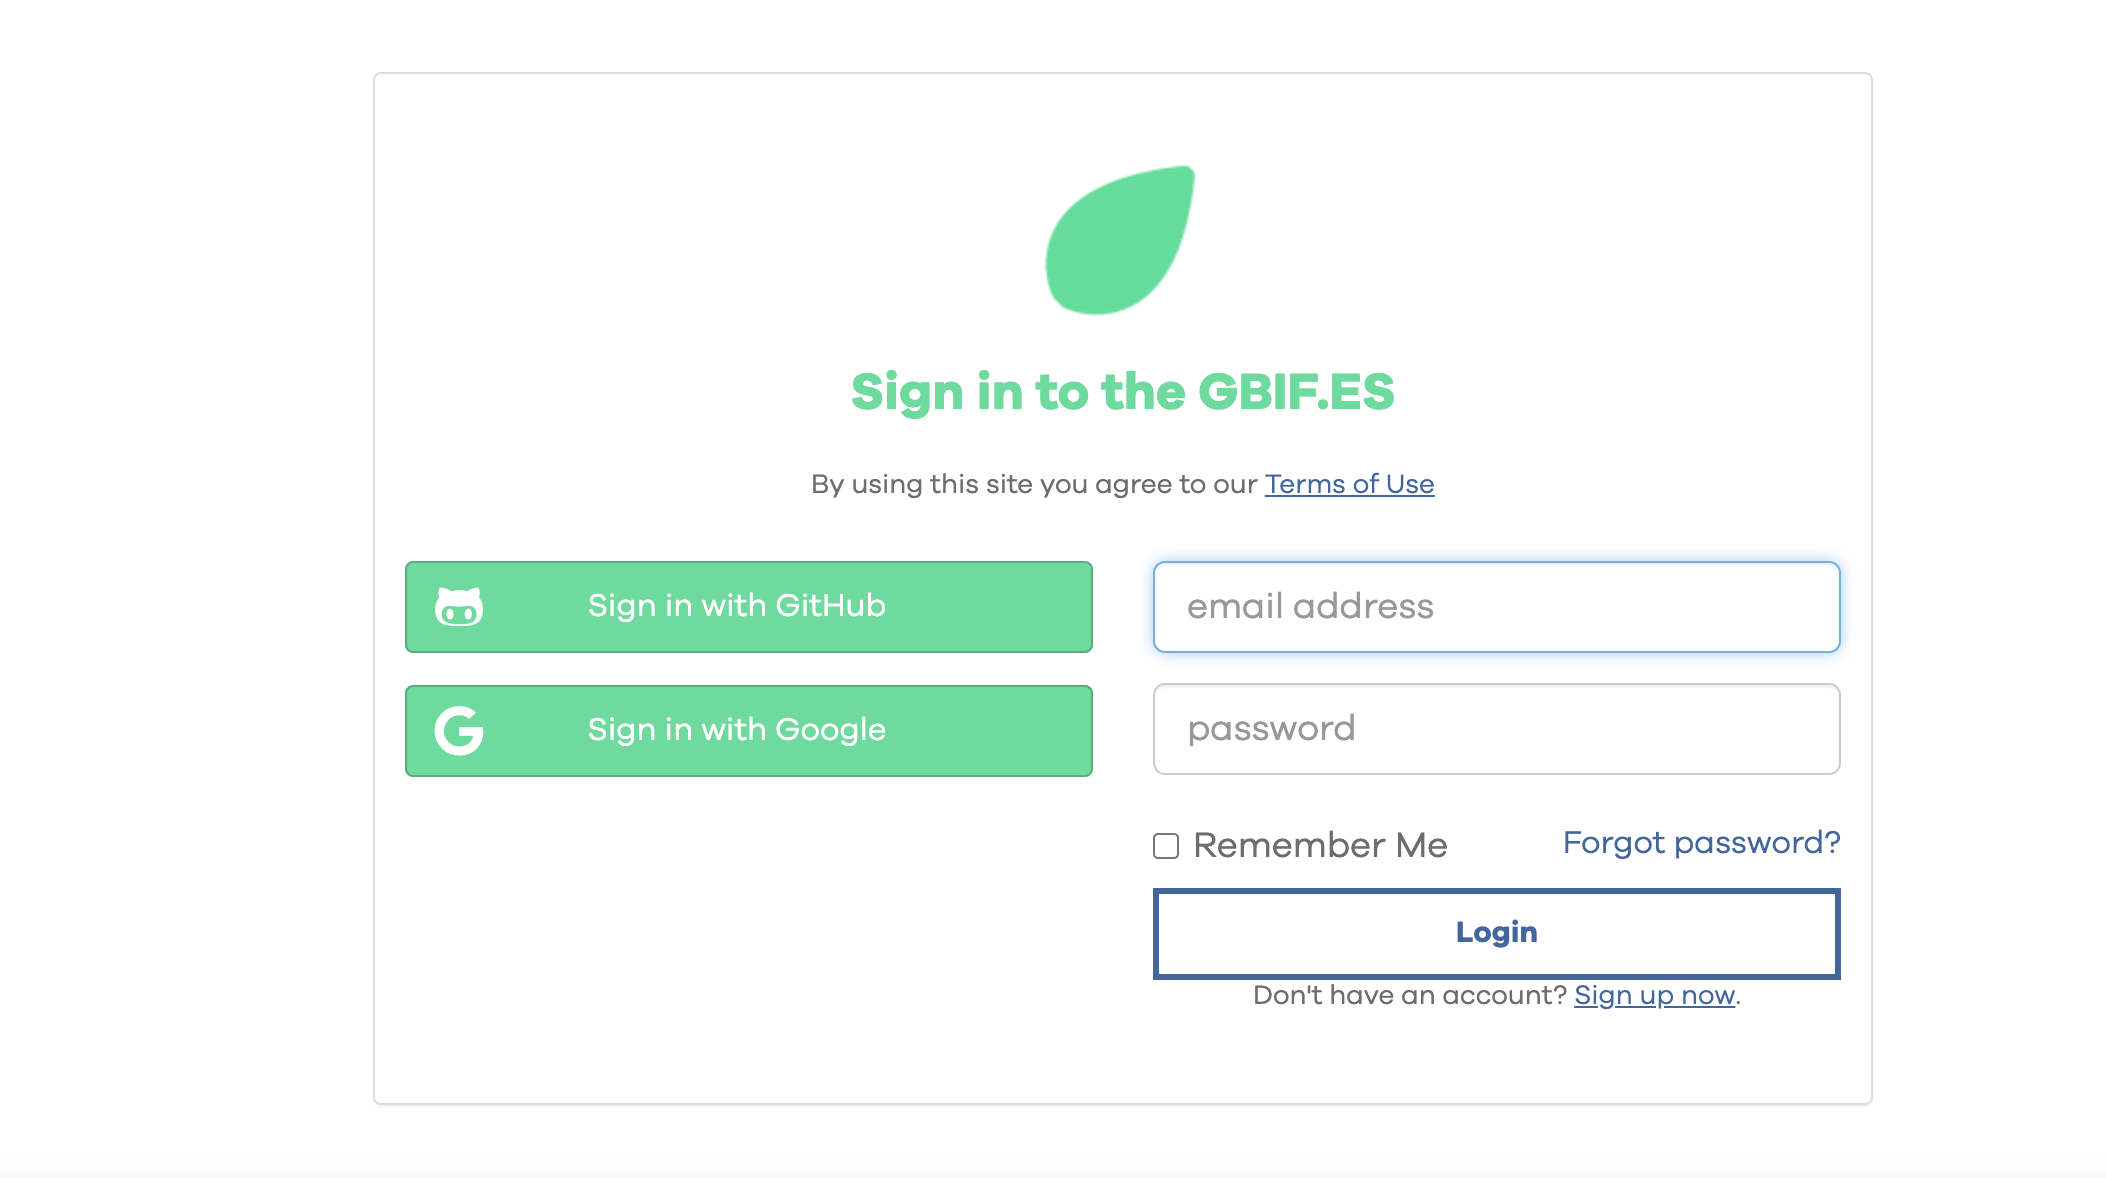 Sign in to the GBIF.ES
By using this site you agree to our Terms of Use
Sign in with GitHub
Sign in with Google
email address
password
Remember Me
Forgot password?
Login
Don't have an account? Sign up now.